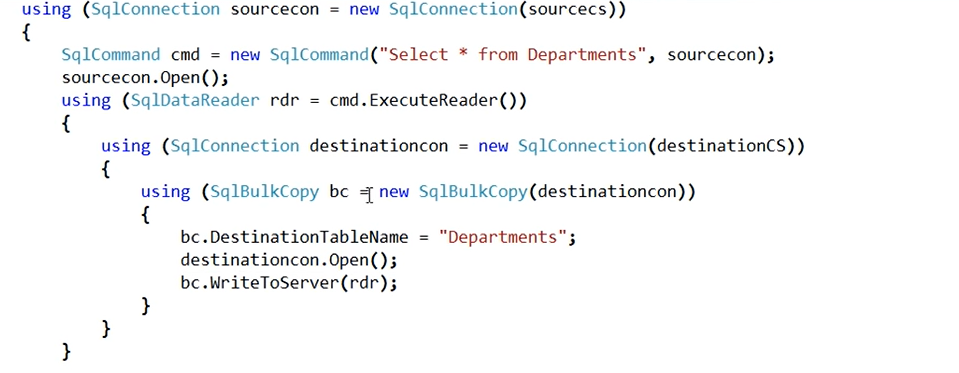 using (SqlConnection sourcecon = new SqlConnection(sourcecs))
{
    SqlCommand cmd = new SqlCommand("Select * from Departments", sourcecon);
    sourcecon.Open();
    using (SqlDataReader rdr = cmd.ExecuteReader())
    {
        using (SqlConnection destinationcon = new SqlConnection(destinationCS))
        {
            using (SqlBulkCopy bc = new SqlBulkCopy(destinationcon))
            {
                bc.DestinationTableName = "Departments";
                destinationcon.Open();
                bc.WriteToServer(rdr);
            }
        }
    }